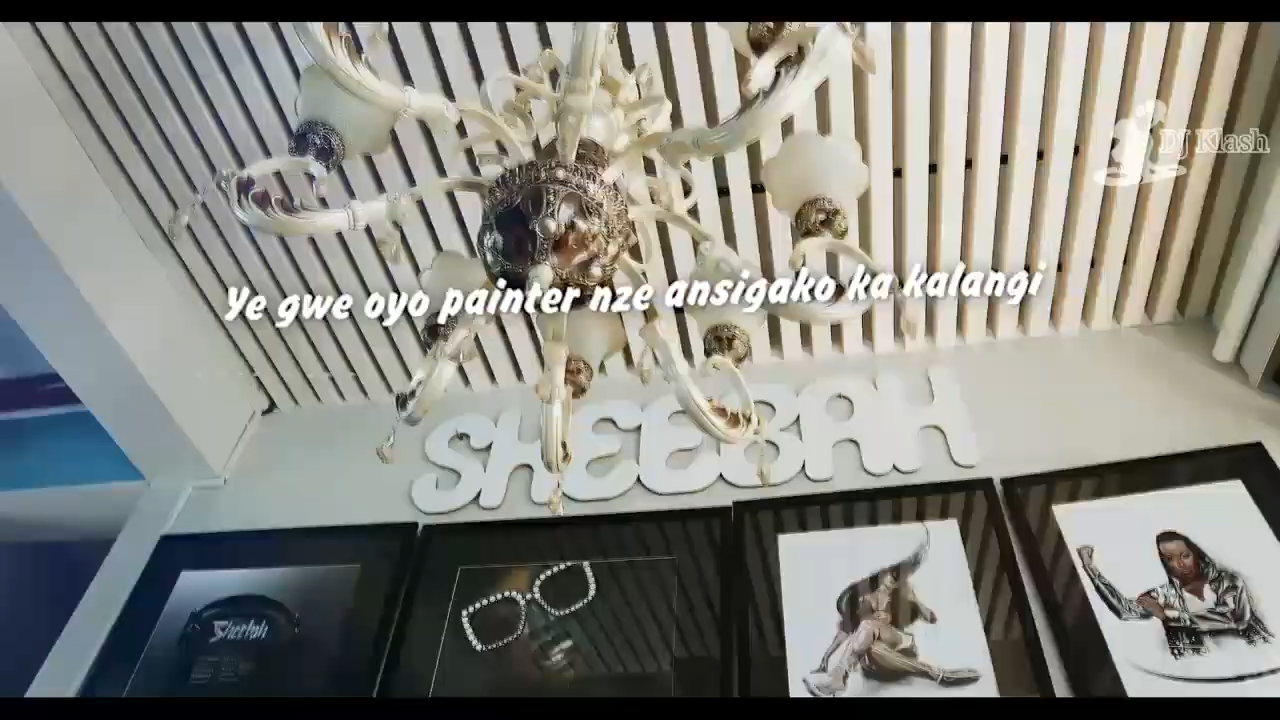 DJ Klash
Ye gwe oyo painter nze ansigako ka kalangi
SHEEBAH
Sheebah